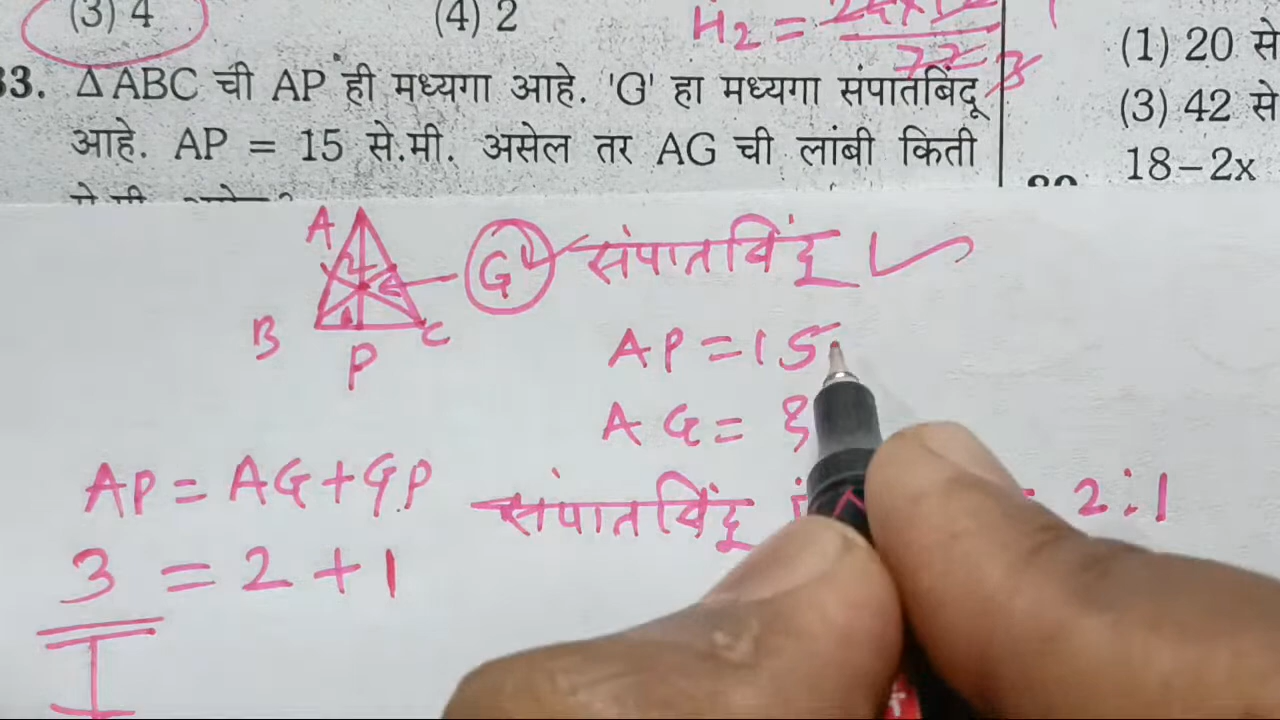 (3) 4 (4) 2
H2 =
33. ΔABC ची AP ही मध्यगा आहे. 'G' हा मध्यगा संपातबिंदू
आहे. AP = 15 से.मी. असेल तर AG ची लांबी किती
(1) 20 से
(3) 42 से
18-2x
A
B
P
C
G
संपातबिंदू
AP = 15
AG =
AP = AG + GP
3 = 2 + 1
संपातबिंदू
2:1